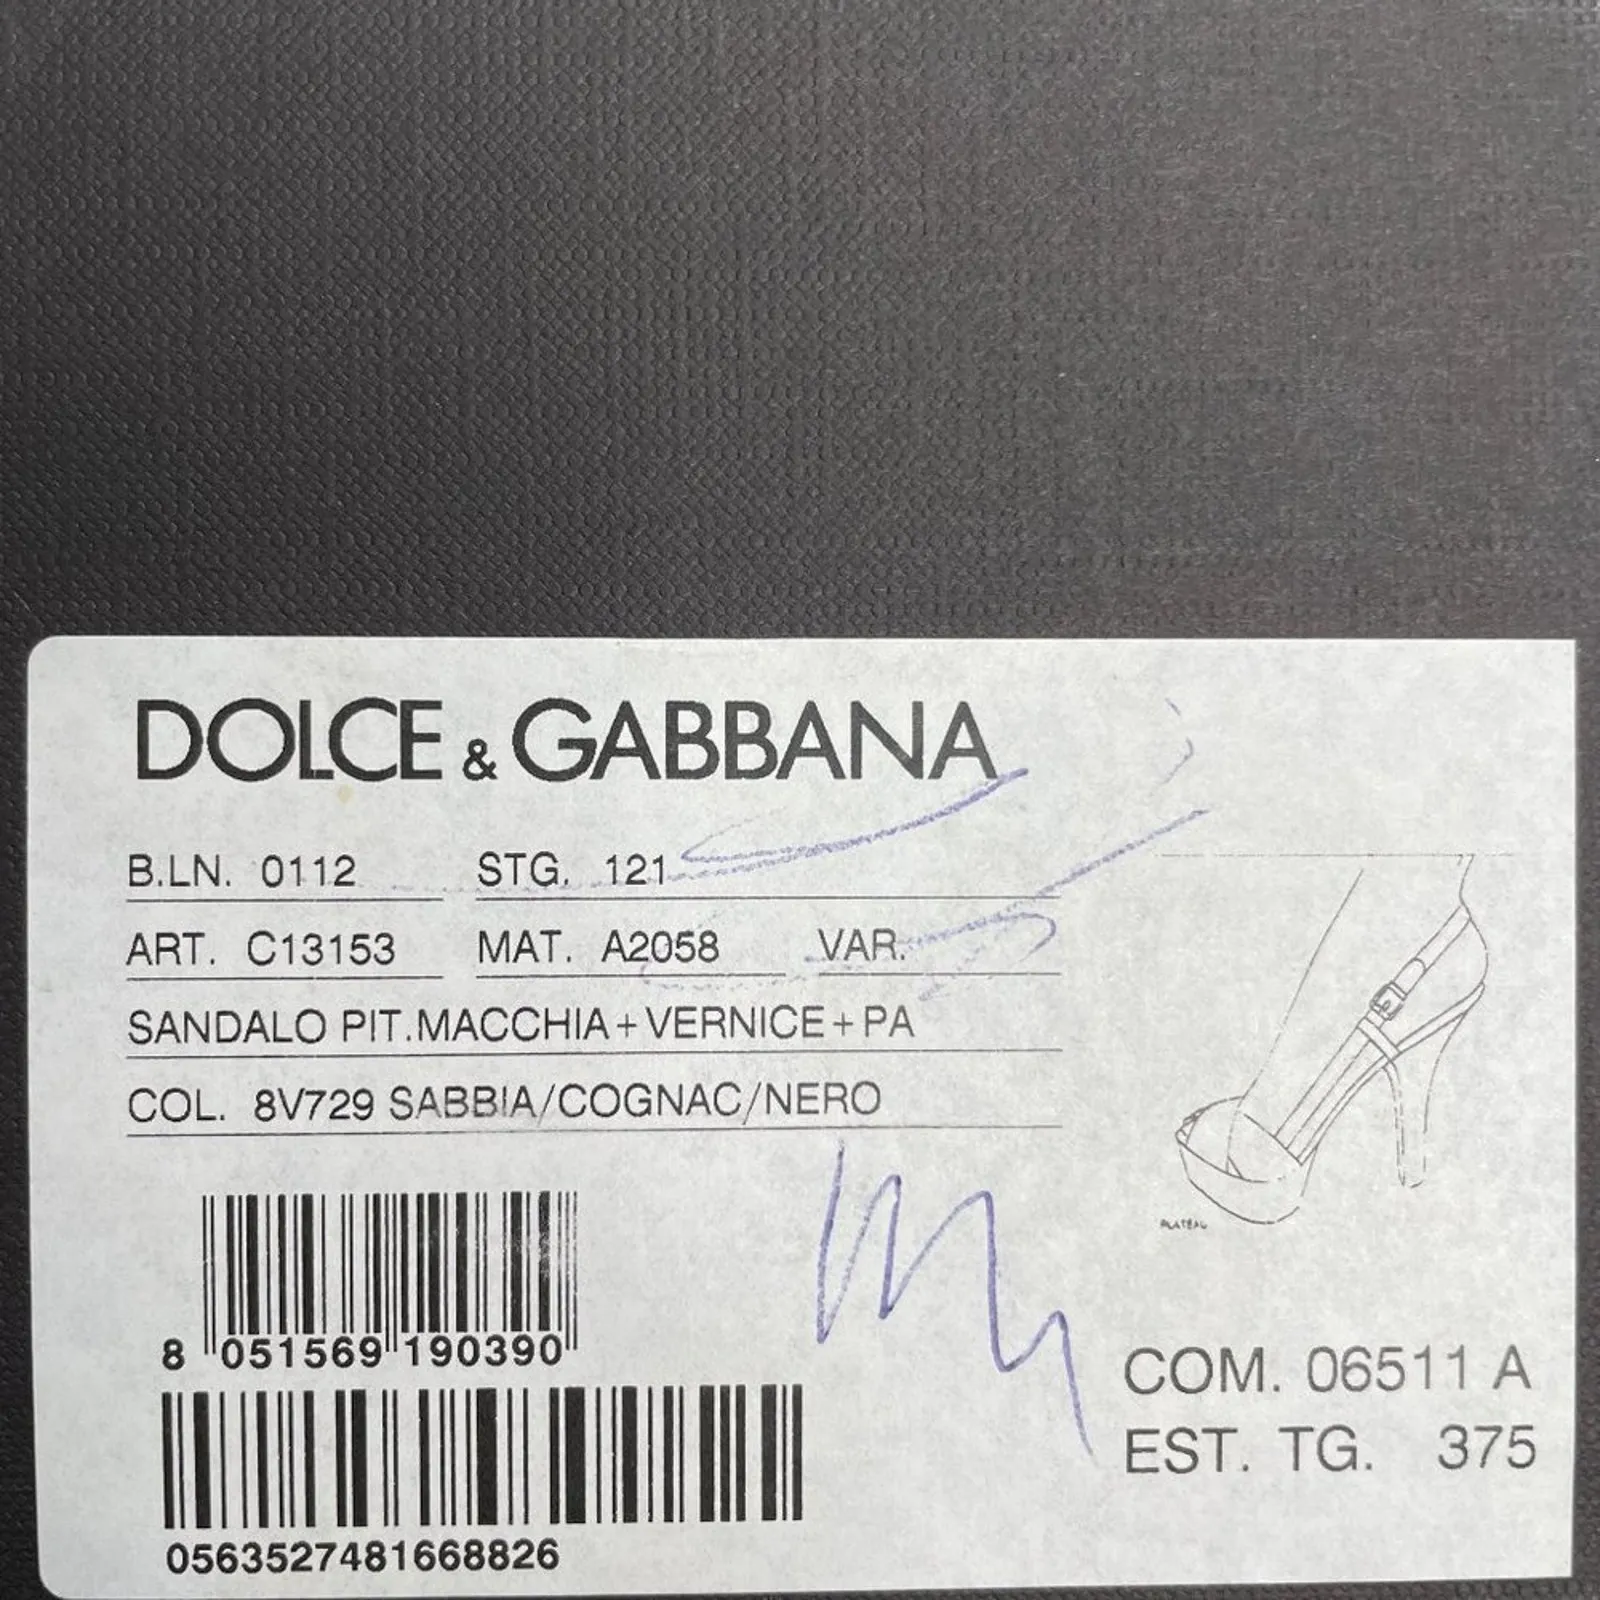 DOLCE & GABBANA
B.LN. 0112 STG. 121
ART. C13153 MAT. A2058 VAR.
SANDALO PIT.MACCHIA+VERNICE+PA
COL. 8V729 SABBIA/COGNAC/NERO
PLATEAU
8 051569 190390
COM. 06511 A
EST. TG. 375
0563527481668826